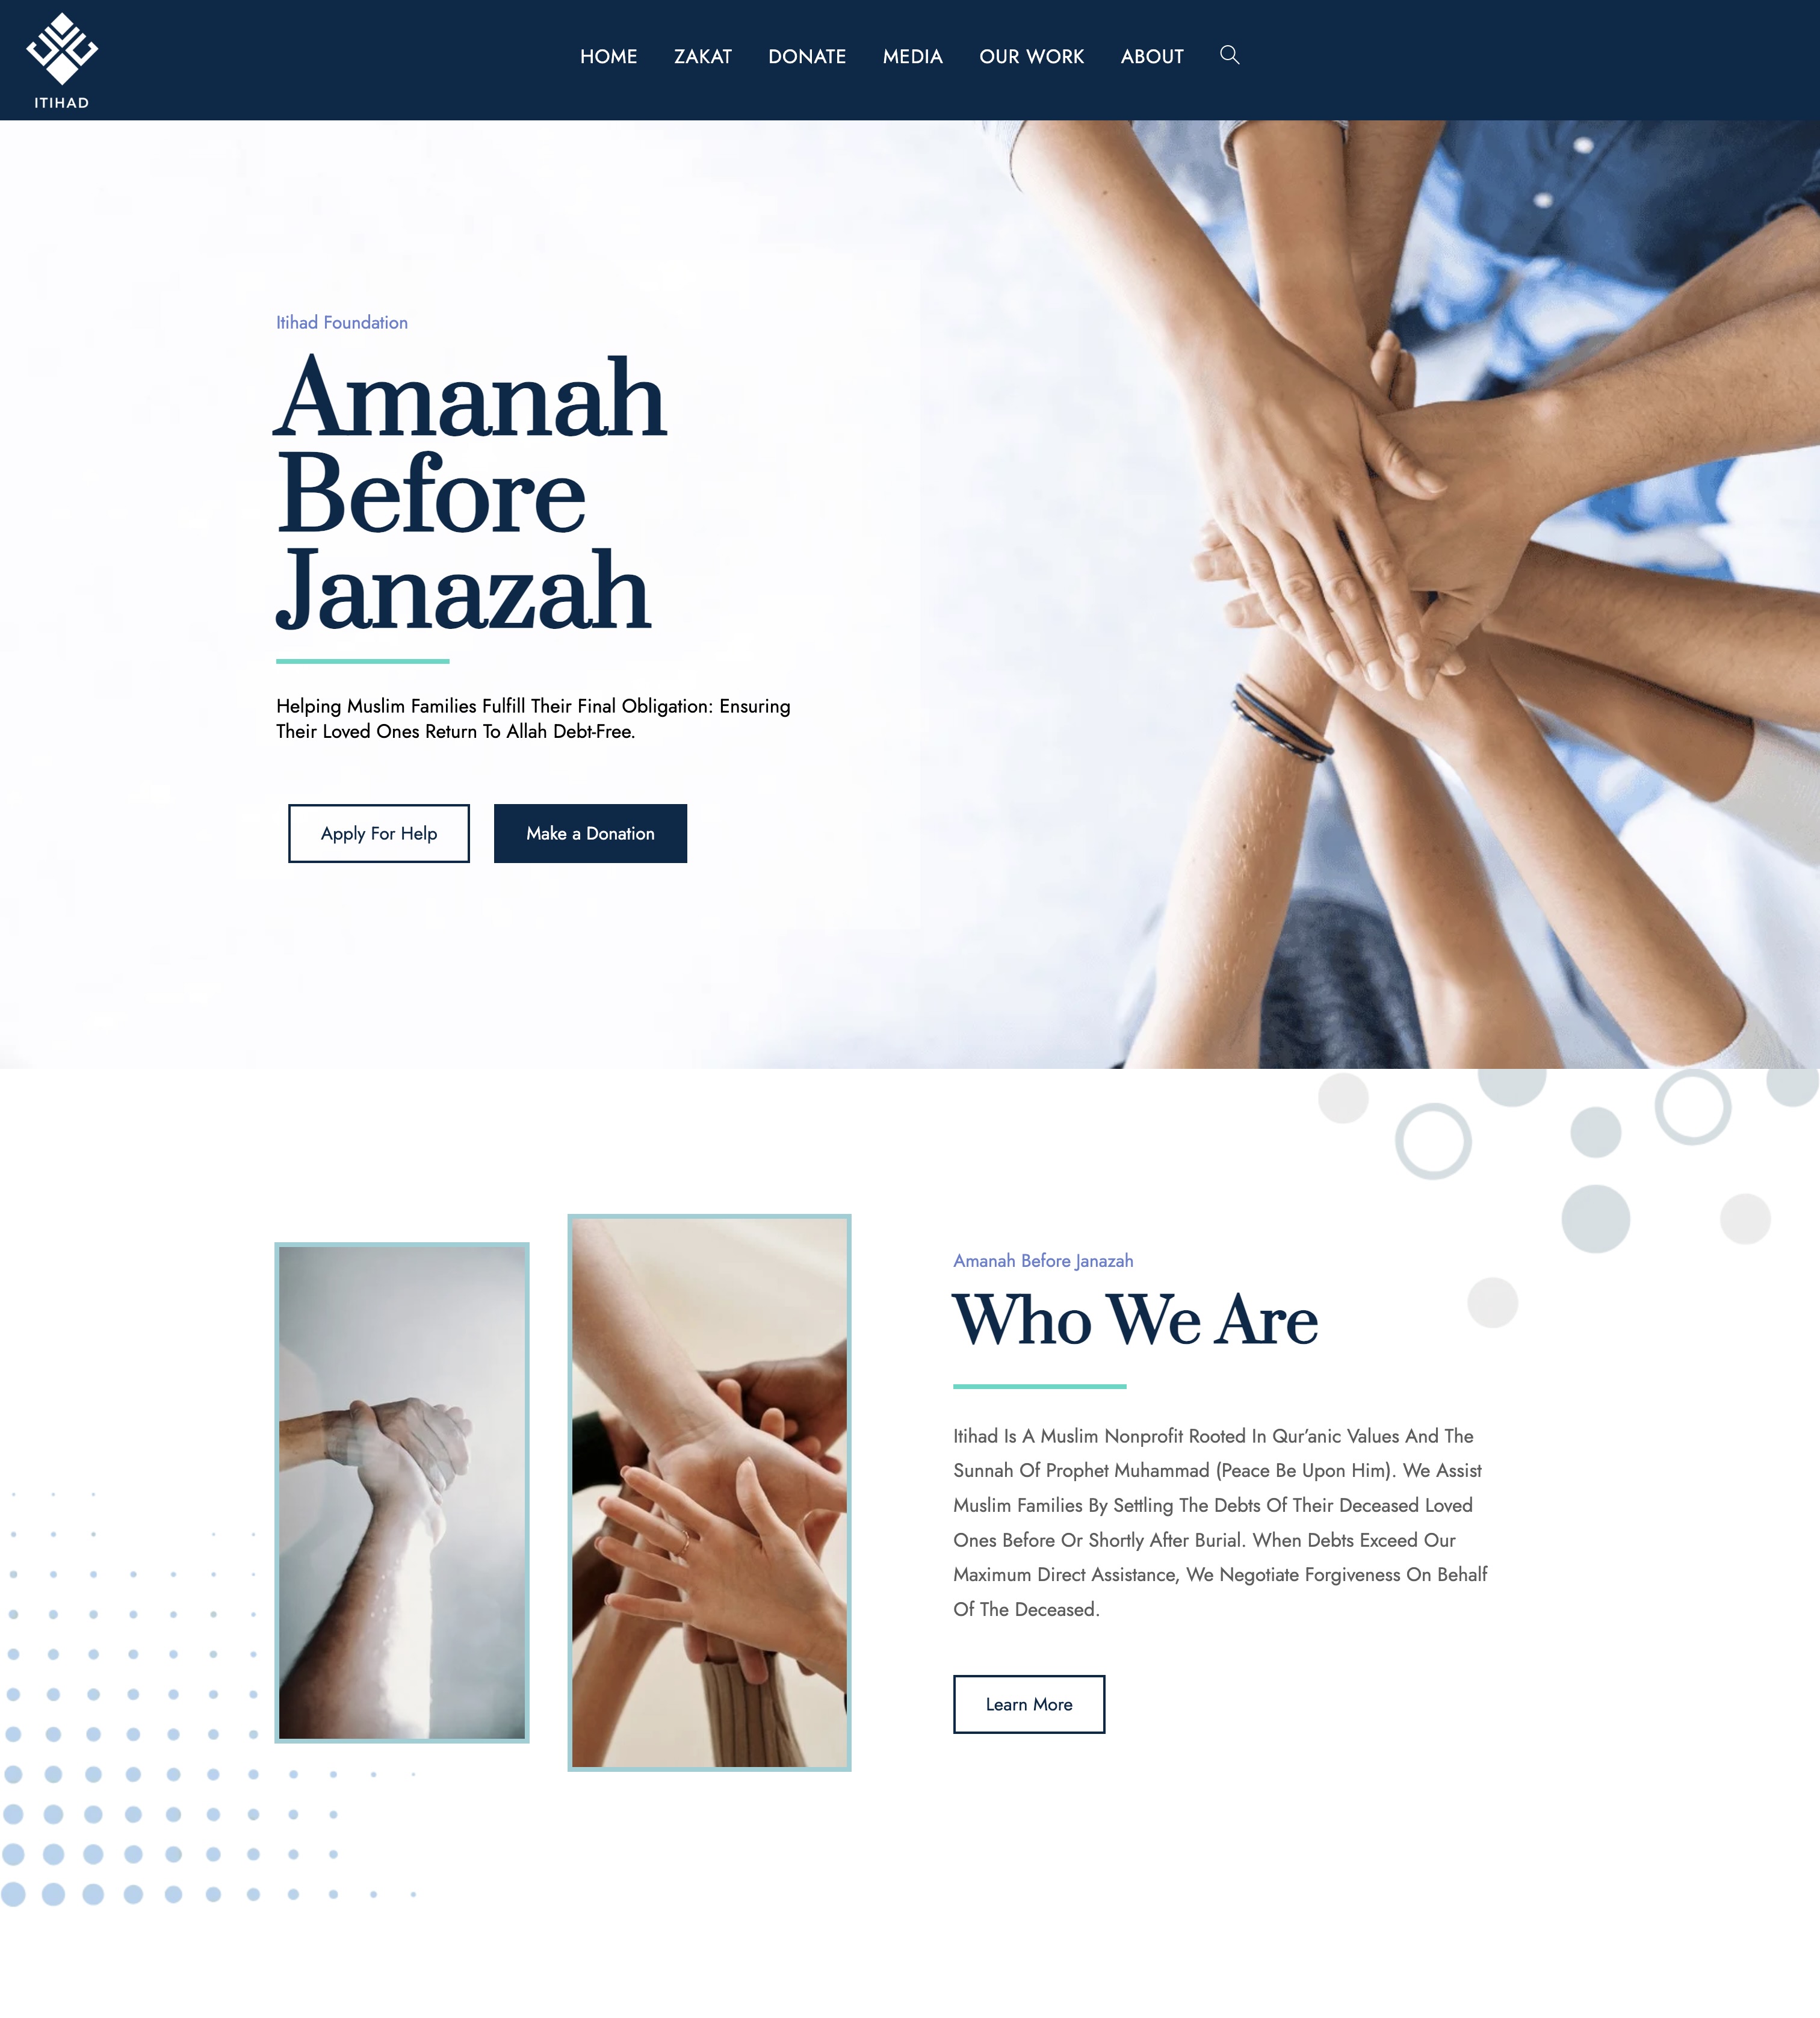 ITIHAD
HOME ZAKAT DONATE MEDIA OUR WORK ABOUT
Itihad Foundation
Amanah
Before
Janazah
Helping Muslim Families Fulfill Their Final Obligation: Ensuring
Their Loved Ones Return To Allah Debt-Free.
Apply For Help Make a Donation
Amanah Before Janazah
Who We Are
Itihad Is A Muslim Nonprofit Rooted In Qur’anic Values And The
Sunnah Of Prophet Muhammad (Peace Be Upon Him). We Assist
Muslim Families By Settling The Debts Of Their Deceased Loved
Ones Before Or Shortly After Burial. When Debts Exceed Our
Maximum Direct Assistance, We Negotiate Forgiveness On Behalf
Of The Deceased.
Learn More